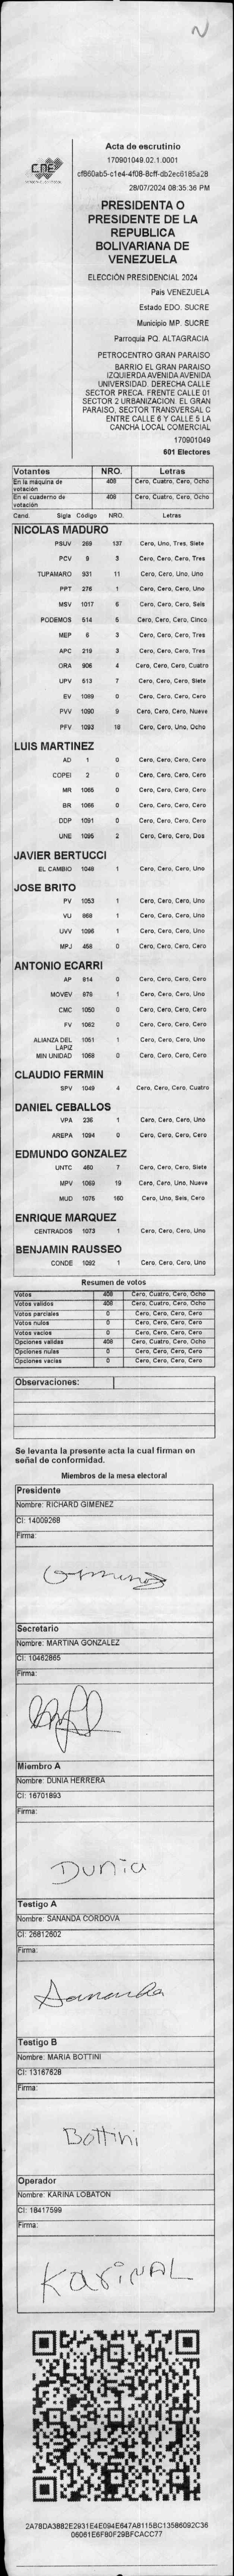 N
CNE
Acta de escrutinio
170901049.02.1.0001
cf860ab5-c1e4-4f08-8cff-db2ec6185a28
28/07/2024 08:35:36 PM
PRESIDENTA O
PRESIDENTE DE LA
REPUBLICA
BOLIVARIANA DE
VENEZUELA
ELECCIÓN PRESIDENCIAL 2024
País VENEZUELA
Estado EDO. SUCRE
Municipio MP. SUCRE
Parroquia PQ. ALTAGRACIA
PETROCENTRO GRAN PARAISO
BARRIO EL GRAN PARAISO
IZQUIERDA AVENIDA AVENIDA
UNIVERSIDAD. DERECHA CALLE
SECTOR PRECA. FRENTE CALLE 01
SECTOR 2 URBANIZACION. EL GRAN
PARAISO, SECTOR TRANSVERSAL C
ENTRE CALLE 6 Y CALLE 5 LA
CANCHA LOCAL COMERCIAL
170901049
601 Electores
Votantes NRO. Letras
En la máquina de votación 408 Cero, Cuatro, Cero, Ocho
En el cuaderno de votación 408 Cero, Cuatro, Cero, Ocho
Cand. Sigla Código NRO. Letras
NICOLAS MADURO
PSUV 269 137 Cero, Uno, Tres, Siete
PCV 9 3 Cero, Cero, Cero, Tres
TUPAMARO 931 11 Cero, Cero, Uno, Uno
PPT 276 1 Cero, Cero, Cero, Uno
MSV 1017 6 Cero, Cero, Cero, Seis
PODEMOS 514 5 Cero, Cero, Cero, Cinco
MEP 6 3 Cero, Cero, Cero, Tres
APC 219 3 Cero, Cero, Cero, Tres
ORA 906 4 Cero, Cero, Cero, Cuatro
UPV 513 7 Cero, Cero, Cero, Siete
EV 1089 0 Cero, Cero, Cero, Cero
PVV 1090 9 Cero, Cero, Cero, Nueve
PFV 1093 18 Cero, Cero, Uno, Ocho
LUIS MARTINEZ
AD 1 0 Cero, Cero, Cero, Cero
COPEI 2 0 Cero, Cero, Cero, Cero
MR 1065 0 Cero, Cero, Cero, Cero
BR 1066 0 Cero, Cero, Cero, Cero
DDP 1091 0 Cero, Cero, Cero, Cero
UNE 1095 2 Cero, Cero, Cero, Dos
JAVIER BERTUCCI
EL CAMBIO 1048 1 Cero, Cero, Cero, Uno
JOSE BRITO
PV 1053 1 Cero, Cero, Cero, Uno
VU 868 1 Cero, Cero, Cero, Uno
UVV 1096 1 Cero, Cero, Cero, Uno
MPJ 458 0 Cero, Cero, Cero, Cero
ANTONIO ECARRI
AP 814 0 Cero, Cero, Cero, Cero
MOVEV 876 1 Cero, Cero, Cero, Uno
CMC 1050 0 Cero, Cero, Cero, Cero
FV 1062 0 Cero, Cero, Cero, Cero
ALIANZA DEL LAPIZ 1051 1 Cero, Cero, Cero, Uno
MIN UNIDAD 1068 0 Cero, Cero, Cero, Cero
CLAUDIO FERMIN
SPV 1049 4 Cero, Cero, Cero, Cuatro
DANIEL CEBALLOS
VPA 236 1 Cero, Cero, Cero, Uno
AREPA 1094 0 Cero, Cero, Cero, Cero
EDMUNDO GONZALEZ
UNTC 460 7 Cero, Cero, Cero, Siete
MPV 1069 19 Cero, Cero, Uno, Nueve
MUD 1075 160 Cero, Uno, Seis, Cero
ENRIQUE MARQUEZ
CENTRADOS 1073 1 Cero, Cero, Cero, Uno
BENJAMIN RAUSSEO
CONDE 1092 1 Cero, Cero, Cero, Uno
Resumen de votos
Votos 408 Cero, Cuatro, Cero, Ocho
Votos validos 408 Cero, Cuatro, Cero, Ocho
Votos parciales 0 Cero, Cero, Cero, Cero
Votos nulos 0 Cero, Cero, Cero, Cero
Votos vacios 0 Cero, Cero, Cero, Cero
Opciones validas 408 Cero, Cuatro, Cero, Ocho
Opciones nulas 0 Cero, Cero, Cero, Cero
Opciones vacias 0 Cero, Cero, Cero, Cero
Observaciones:
Se levanta la presente acta la cual firman en
señal de conformidad.
Miembros de la mesa electoral
Presidente
Nombre: RICHARD GIMENEZ
CI: 14009268
Firma:
Secretario
Nombre: MARTINA GONZALEZ
CI: 10462865
Firma:
Miembro A
Nombre: DUNIA HERRERA
CI: 16701893
Firma:
Dunia
Testigo A
Nombre: SANANDA CORDOVA
CI: 26812602
Firma:
Sananda
Testigo B
Nombre: MARIA BOTTINI
CI: 13167628
Firma:
Bottini
Operador
Nombre: KARINA LOBATON
CI: 18417599
Firma:
KariNAL
2A78DA3882E2931E4E094E647A8115BC13586092C36
06061E6F80F29BFCACC77